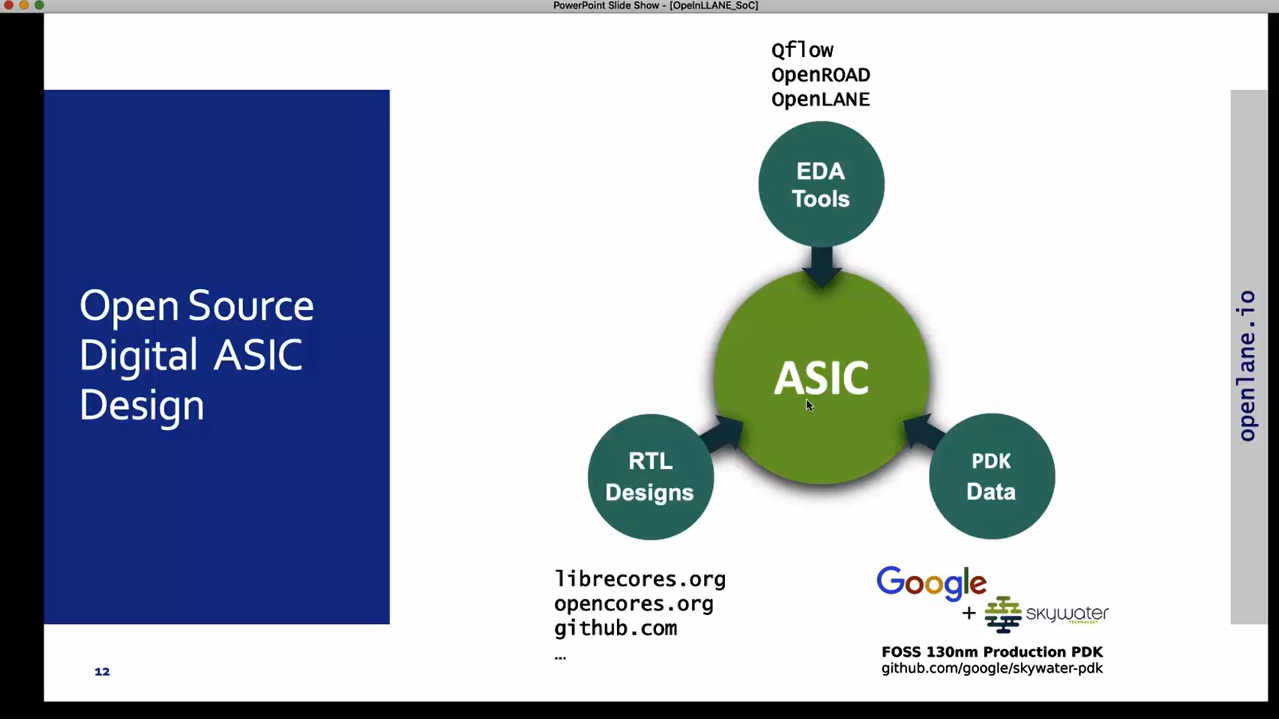 PowerPoint Slide Show - [OpeInLLANE_SoC]
Qflow
OpenROAD
OpenLANE
EDA
Tools
Open Source
Digital ASIC
Design
ASIC
RTL
Designs
PDK
Data
librecores.org
opencores.org
github.com
...
Google
+ skywater
TECHNOLOGY
FOSS 130nm Production PDK
github.com/google/skywater-pdk
openlane.io
12